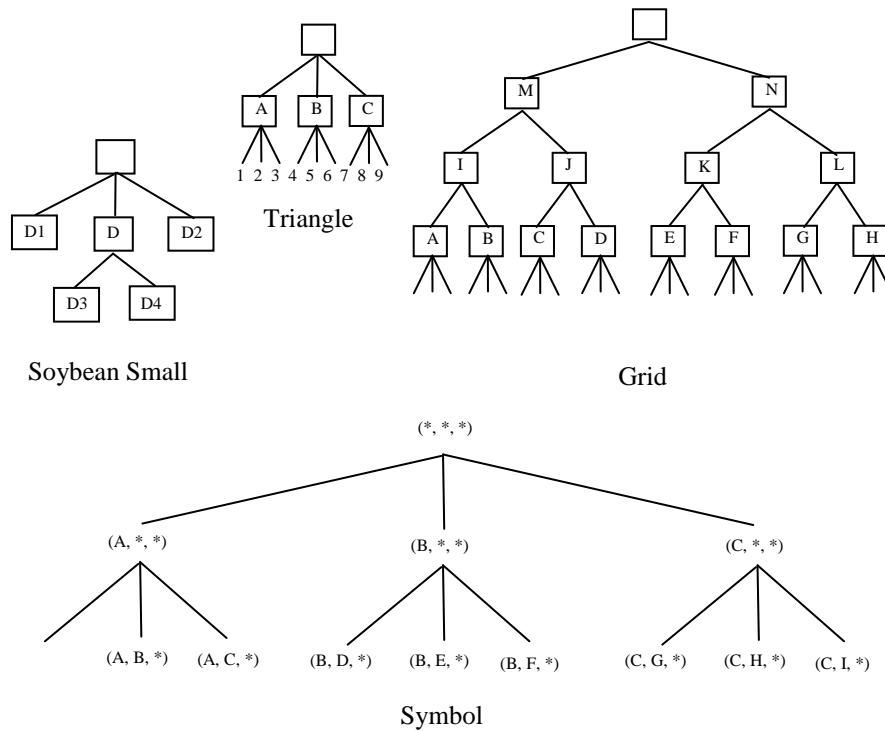 A B C
1 2 3 4 5 6 7 8 9
Triangle
M N
I J K L
A B C D E F G H
Grid
D1 D D2
D3 D4
Soybean Small
(*, *, *)
(A, *, *) (B, *, *) (C, *, *)
(A, B, *) (A, C, *) (B, D, *) (B, E, *) (B, F, *) (C, G, *) (C, H, *) (C, I, *)
Symbol